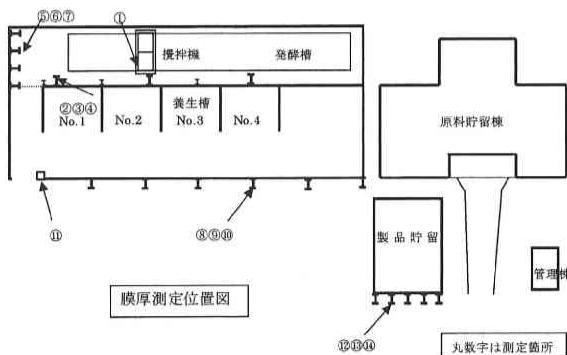 ⑤⑥⑦
①
攪拌機
発酵槽
②③④
養生槽
No.1
No.2
No.3
No.4
原料貯留棟
⑪
⑧⑨⑩
製品貯留
管理棟
膜厚測定位置図
⑫⑬⑭
丸数字は測定箇所